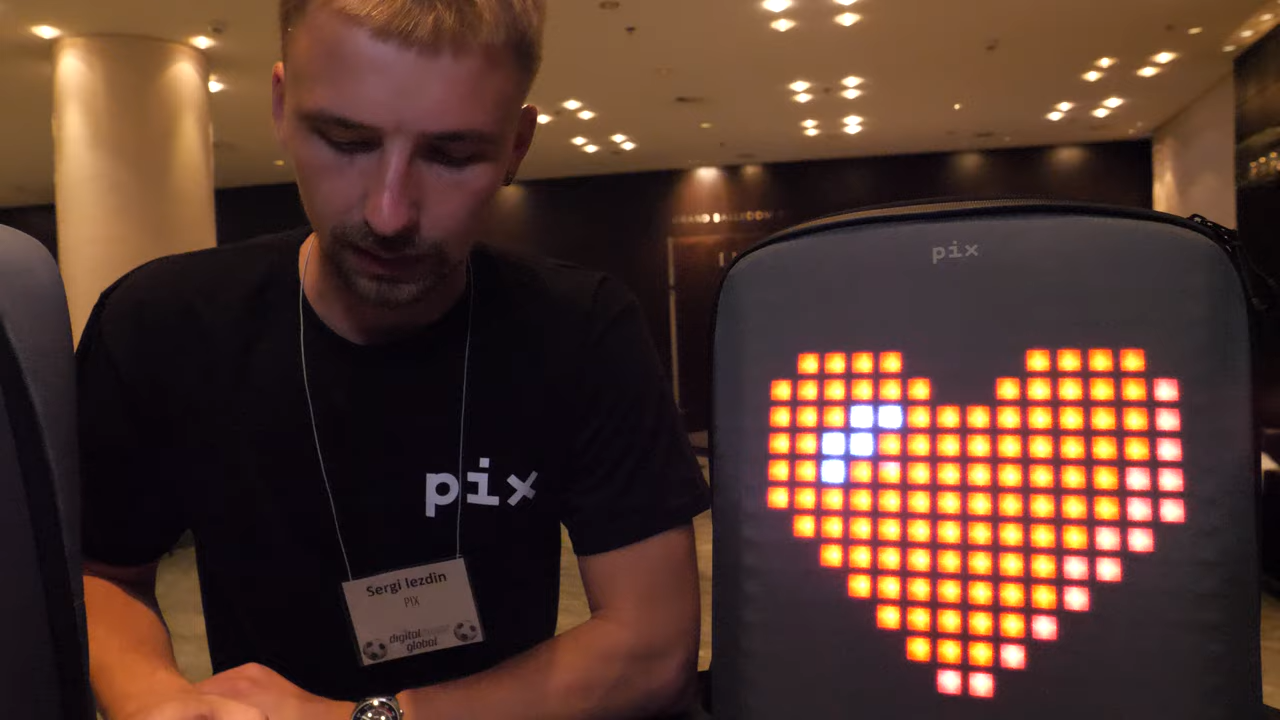 GRAND BALLROOM
pix
pix
Sergi Iezdin
PIX
digital
global